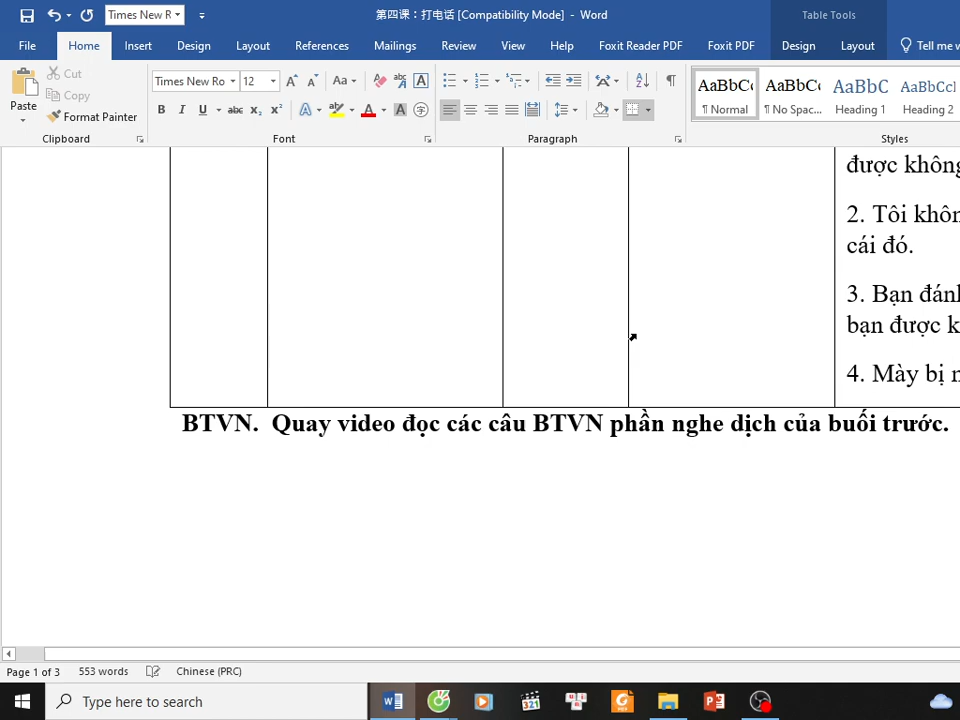 Times New R
第四课：打电话 [Compatibility Mode] - Word
Table Tools
File Home Insert Design Layout References Mailings Review View Help Foxit Reader PDF Foxit PDF Design Layout Tell me w
Paste
Cut
Copy
Format Painter
Times New Ro 12
AaBbCc AaBbCc AaBbC AaBbCcl
¶ Normal ¶ No Spac... Heading 1 Heading 2
Clipboard Font Paragraph Styles
được không
2. Tôi khôn
cái đó.
3. Bạn đánh
bạn được k
4. Mày bị n
BTVN. Quay video đọc các câu BTVN phần nghe dịch của buổi trước.
Page 1 of 3 553 words Chinese (PRC)
Type here to search